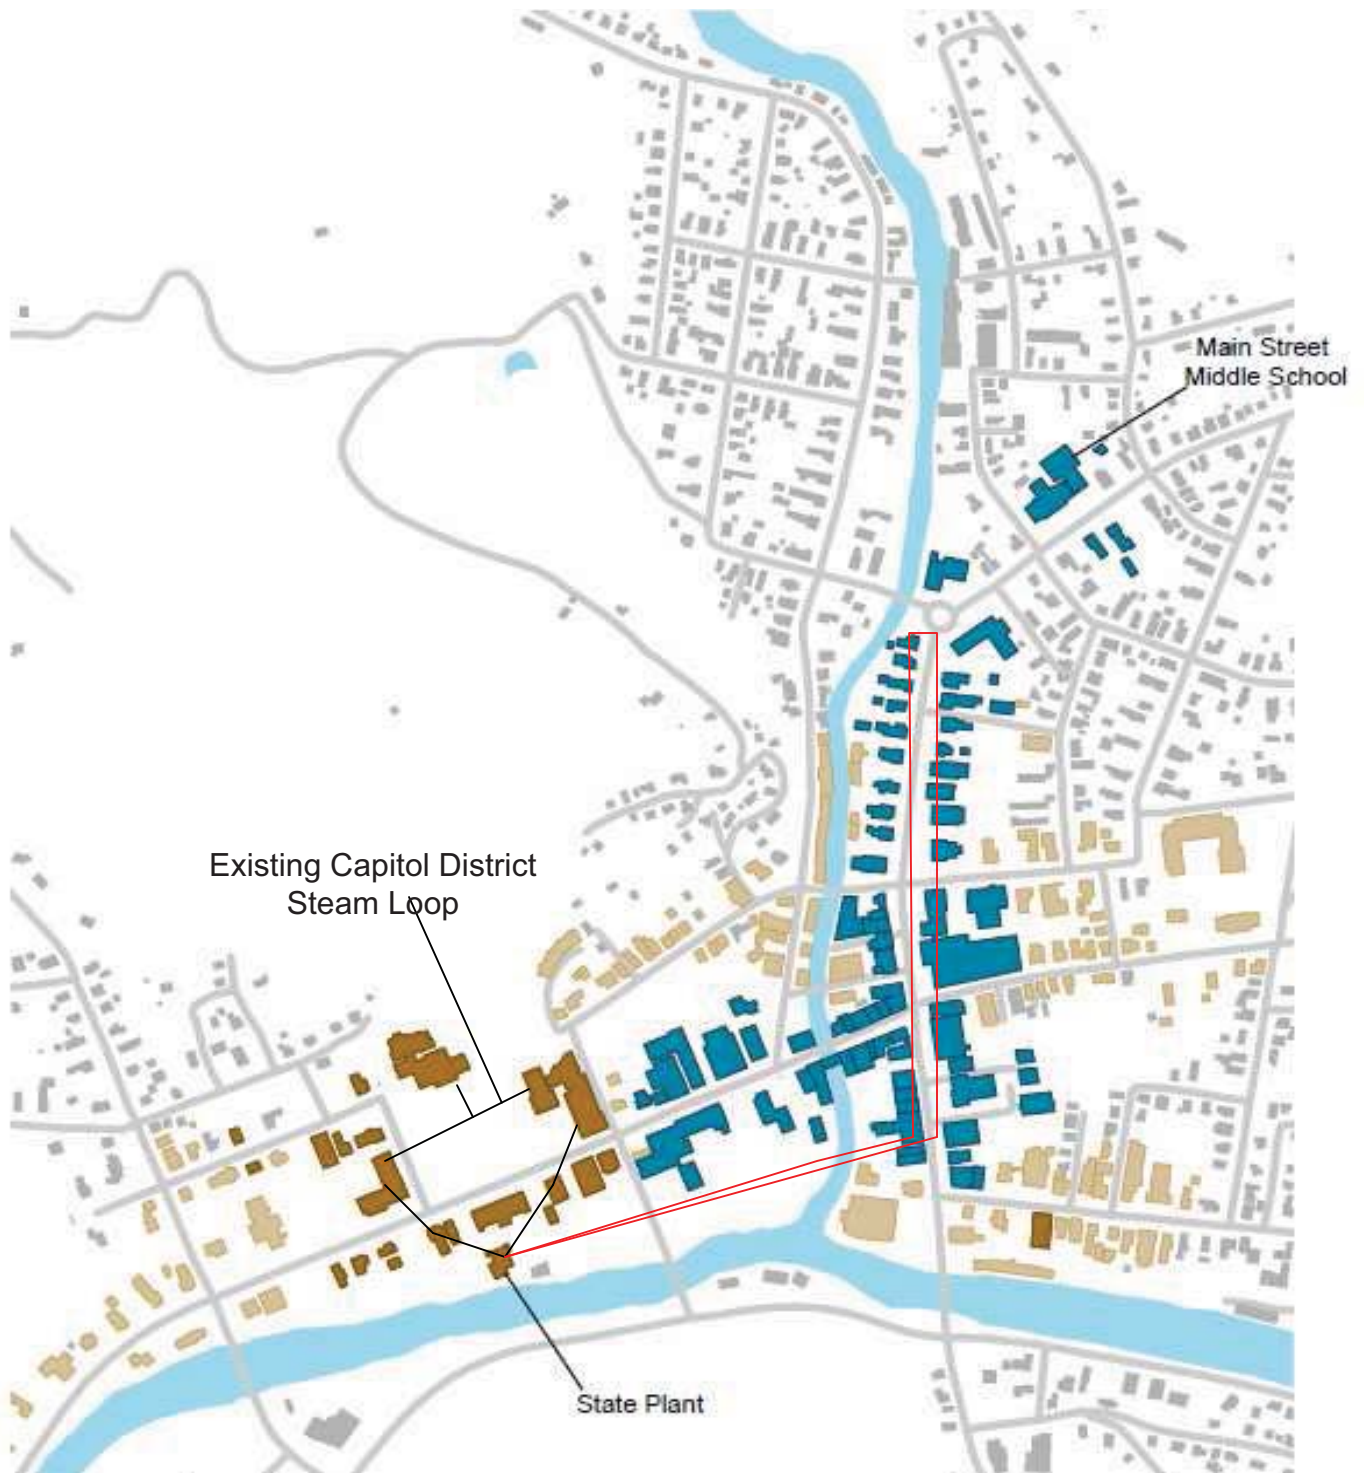 Main Street
Middle School
Existing Capitol District
Steam Loop
State Plant